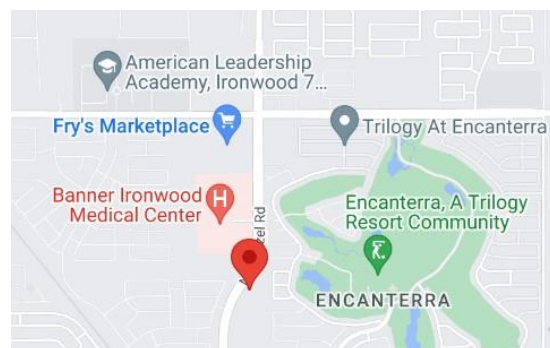 American Leadership
Academy, Ironwood 7...
Fry's Marketplace
Trilogy At Encanterra
Banner Ironwood
Medical Center
H
Encanterra, A Trilogy
Resort Community
Rd
ENCANTERRA